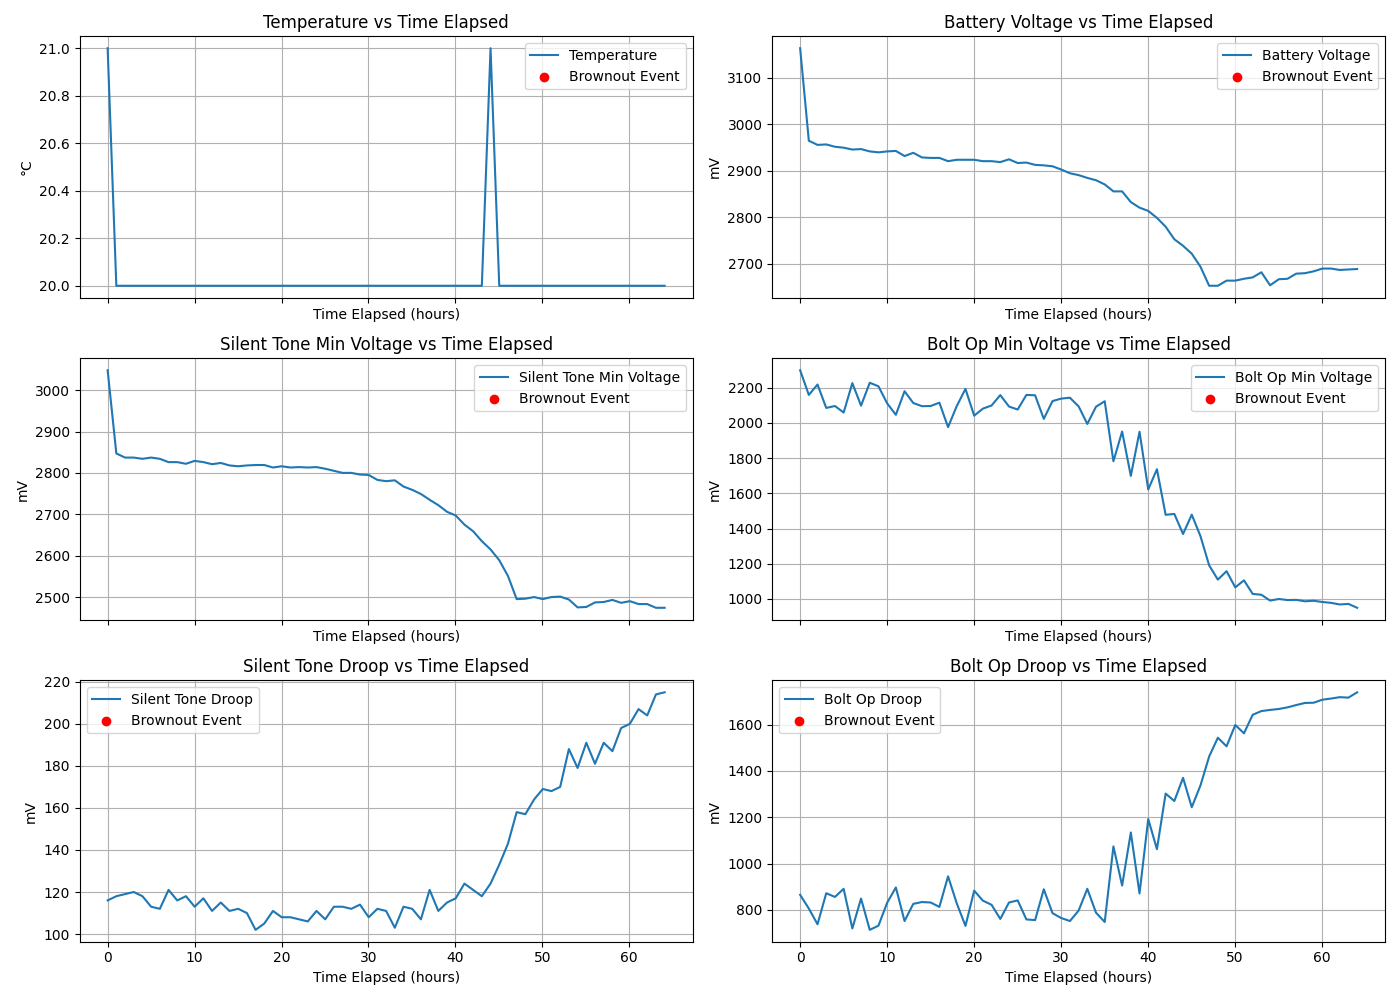 Temperature vs Time Elapsed
21.0
20.8
20.6
20.4
20.2
20.0
°C
Temperature
Brownout Event
Time Elapsed (hours)
Battery Voltage vs Time Elapsed
3100
3000
2900
2800
2700
mV
Battery Voltage
Brownout Event
Time Elapsed (hours)
Silent Tone Min Voltage vs Time Elapsed
3000
2900
2800
2700
2600
2500
mV
Silent Tone Min Voltage
Brownout Event
Time Elapsed (hours)
Bolt Op Min Voltage vs Time Elapsed
2200
2000
1800
1600
1400
1200
1000
mV
Bolt Op Min Voltage
Brownout Event
Time Elapsed (hours)
Silent Tone Droop vs Time Elapsed
220
200
180
160
140
120
100
mV
Silent Tone Droop
Brownout Event
0 10 20 30 40 50 60
Time Elapsed (hours)
Bolt Op Droop vs Time Elapsed
1600
1400
1200
1000
800
mV
Bolt Op Droop
Brownout Event
0 10 20 30 40 50 60
Time Elapsed (hours)